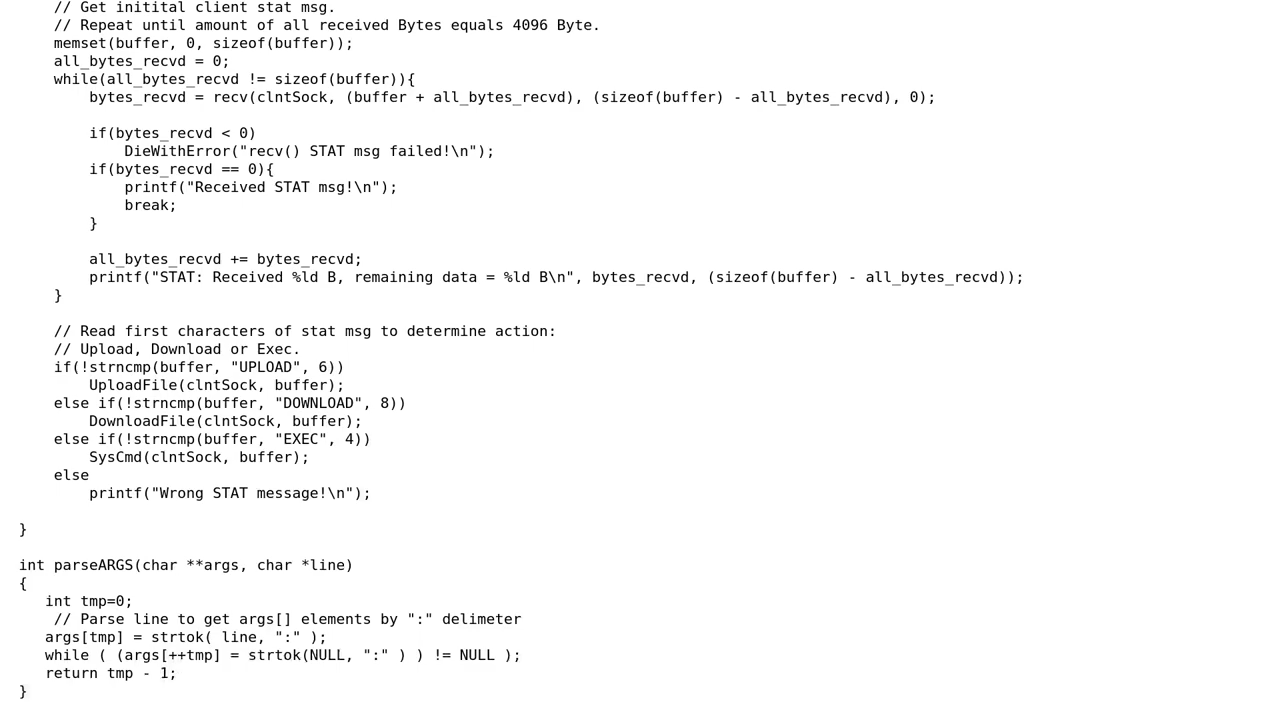 // Get initital client stat msg.
// Repeat until amount of all received Bytes equals 4096 Byte.
memset(buffer, 0, sizeof(buffer));
all_bytes_recvd = 0;
while(all_bytes_recvd != sizeof(buffer)){
bytes_recvd = recv(clntSock, (buffer + all_bytes_recvd), (sizeof(buffer) - all_bytes_recvd), 0);
if(bytes_recvd < 0)
DieWithError("recv() STAT msg failed!\n");
if(bytes_recvd == 0){
printf("Received STAT msg!\n");
break;
}
all_bytes_recvd += bytes_recvd;
printf("STAT: Received %ld B, remaining data = %ld B\n", bytes_recvd, (sizeof(buffer) - all_bytes_recvd));
}
// Read first characters of stat msg to determine action:
// Upload, Download or Exec.
if(!strncmp(buffer, "UPLOAD", 6))
UploadFile(clntSock, buffer);
else if(!strncmp(buffer, "DOWNLOAD", 8))
DownloadFile(clntSock, buffer);
else if(!strncmp(buffer, "EXEC", 4))
SysCmd(clntSock, buffer);
else
printf("Wrong STAT message!\n");
}
int parseARGS(char **args, char *line)
{
int tmp=0;
// Parse line to get args[] elements by ":" delimeter
args[tmp] = strtok( line, ":" );
while ( (args[++tmp] = strtok(NULL, ":" ) ) != NULL );
return tmp - 1;
}